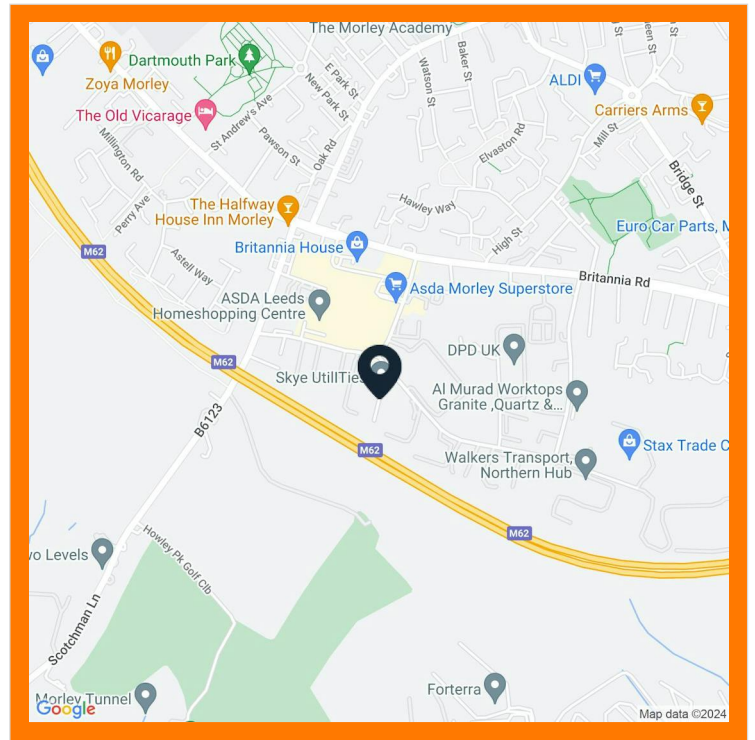 The Morley Academy
Dartmouth Park
Zoya Morley
The Old Vicarage
St Andrew's Ave
E Park St
New Park St
Pawson St
Oak Rd
Watson St
Baker St
ALDI
Carriers Arms
Mill St
Elvaston Rd
Bridge St
Millington Rd
Perry Ave
The Halfway
House Inn Morley
Hawley Way
High St
Euro Car Parts, M
Astell Way
M62
Britannia House
Britannia Rd
ASDA Leeds
Homeshopping Centre
Asda Morley Superstore
DPD UK
M62
Skye UtillTies
Al Murad Worktops
Granite ,Quartz &...
B6123
M62
Walkers Transport,
Northern Hub
Stax Trade C
M62
wo Levels
Howley Pk Golf Clb
Scotchman Ln
Morley Tunnel
Forterra
Google
Map data ©2024